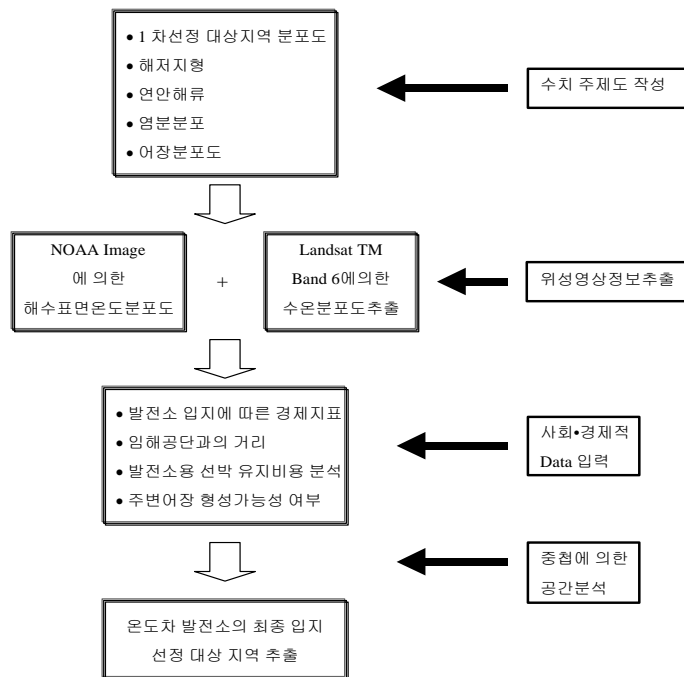 • 1 차선정 대상지역 분포도
• 해저지형
• 연안해류
• 염분분포
• 어장분포도
수치 주제도 작성
NOAA Image
에 의한
해수표면온도분포도
+
Landsat TM
Band 6에의한
수온분포도추출
위성영상정보추출
• 발전소 입지에 따른 경제지표
• 임해공단과의 거리
• 발전소용 선박 유지비용 분석
• 주변어장 형성가능성 여부
사회•경제적
Data 입력
중첩에 의한
공간분석
온도차 발전소의 최종 입지
선정 대상 지역 추출